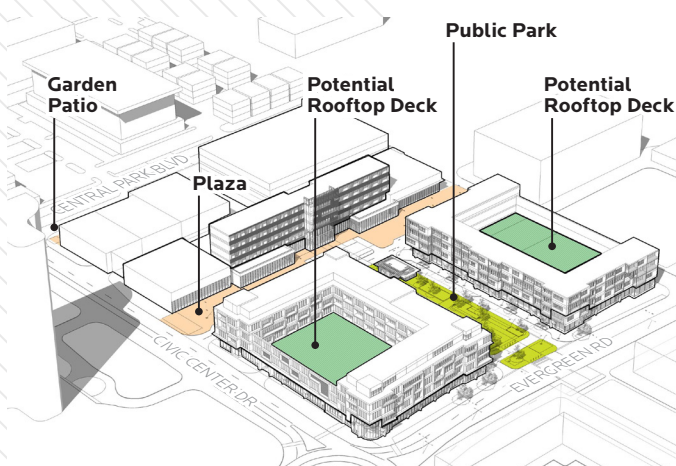 Public Park
Garden
Patio
Potential
Rooftop Deck
Potential
Rooftop Deck
Plaza
CENTRAL PARK BLVD
CIVIC CENTER DR
EVERGREEN RD